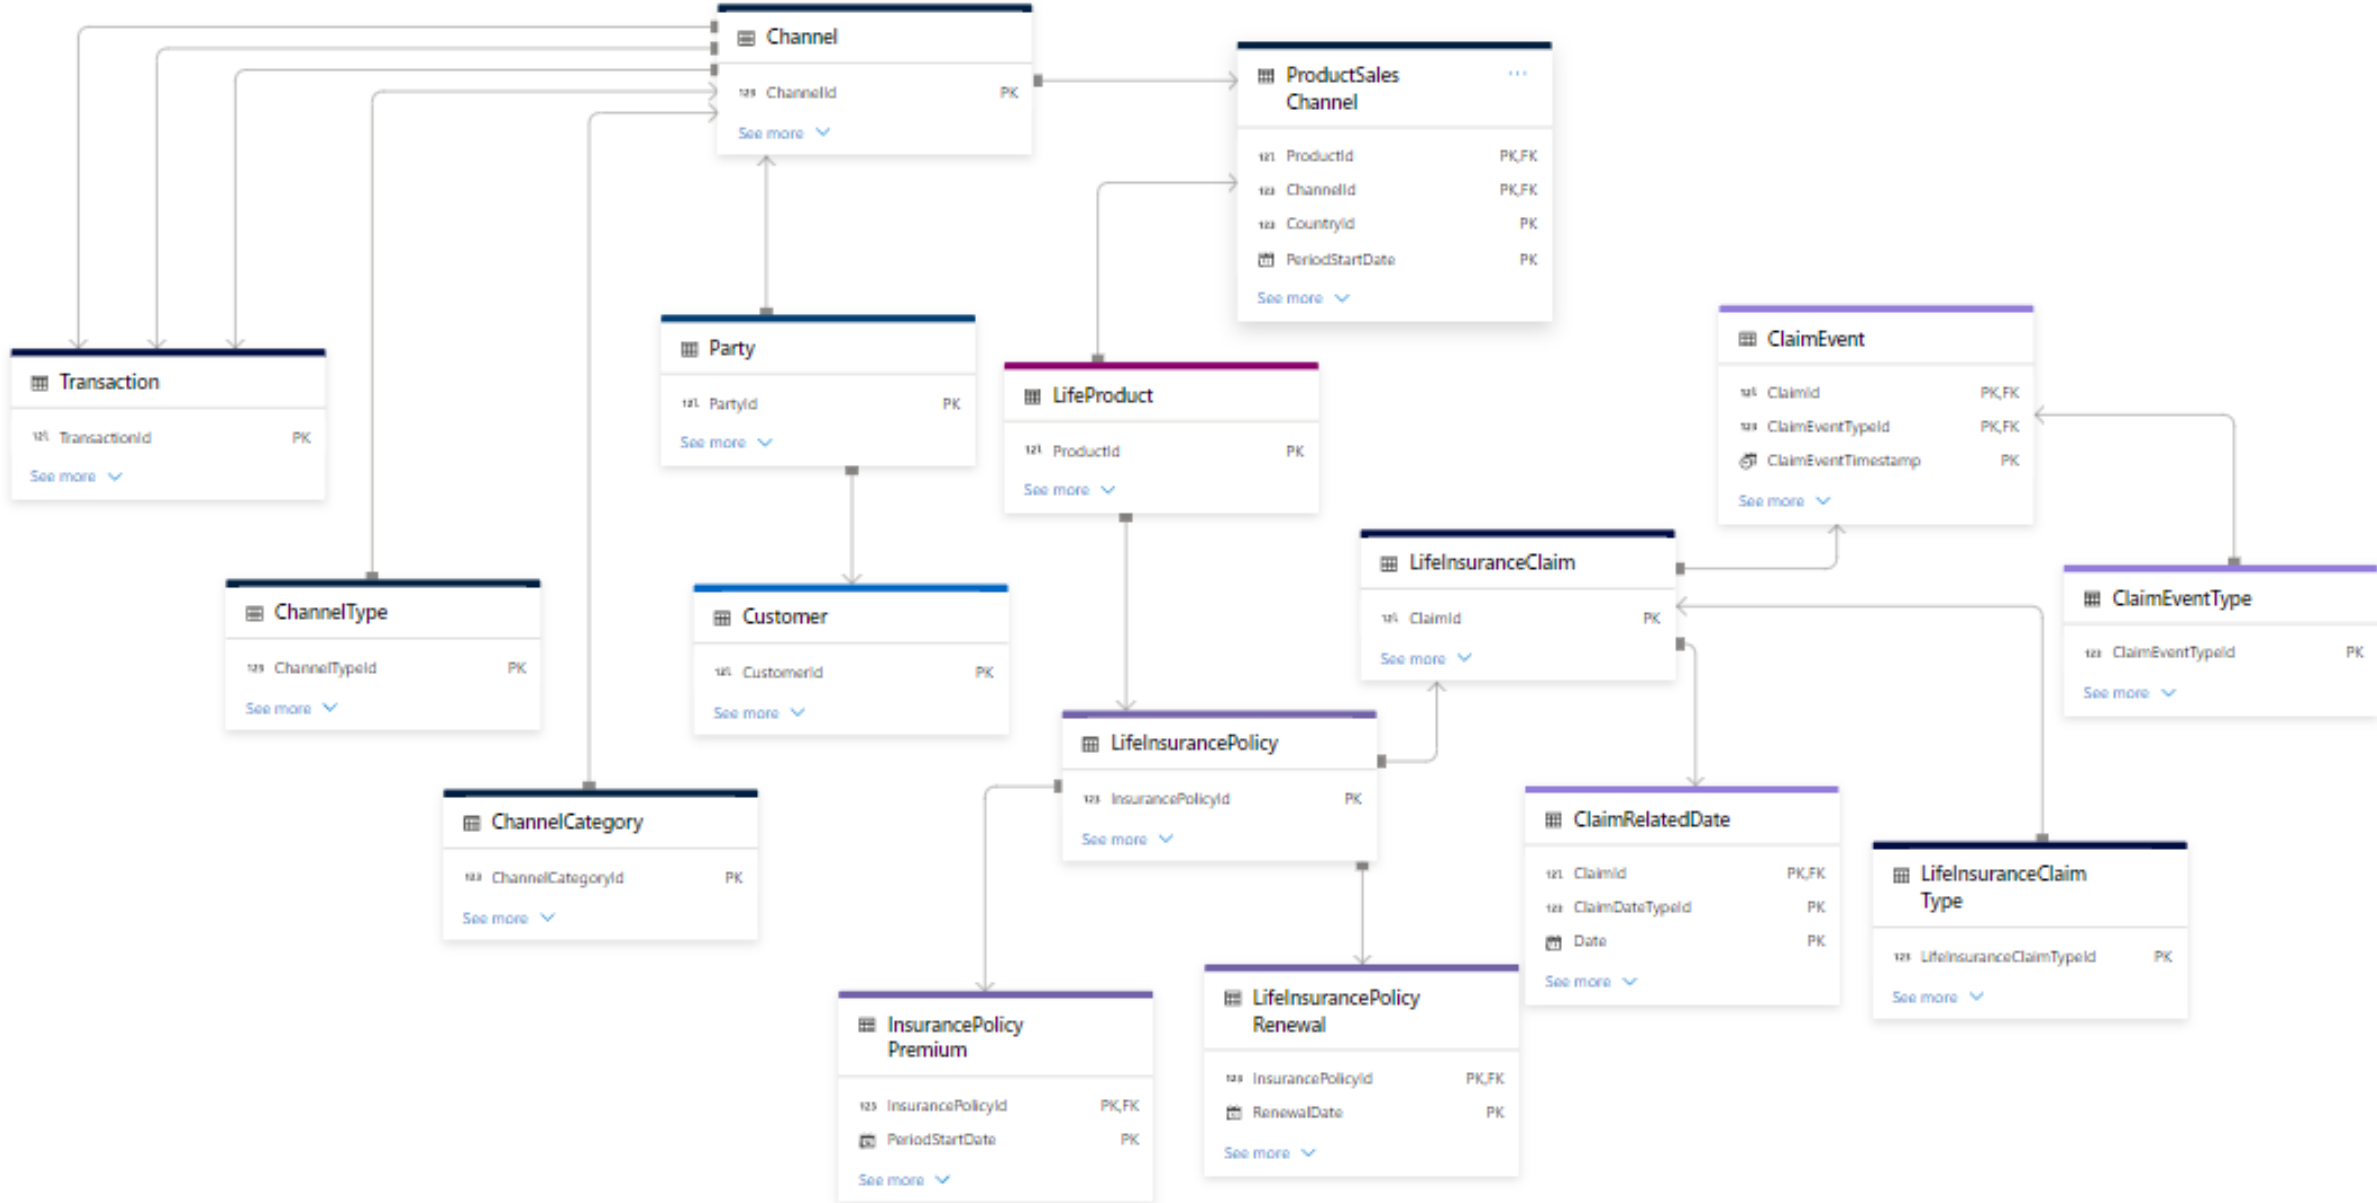 Channel
ChannelId PK
See more
ProductSales
Channel
ProductId PK,FK
ChannelId PK,FK
CountryId PK
PeriodStartDate PK
See more
Transaction
TransactionId PK
See more
Party
PartyId PK
See more
LifeProduct
ProductId PK
See more
ClaimEvent
ClaimId PK,FK
ClaimEventTypeId PK,FK
ClaimEventTimestamp PK
See more
ChannelType
ChannelTypeId PK
See more
Customer
CustomerId PK
See more
LifeInsuranceClaim
ClaimId PK
See more
ClaimEventType
ClaimEventTypeId PK
See more
ChannelCategory
ChannelCategoryId PK
See more
LifeInsurancePolicy
InsurancePolicyId PK
See more
ClaimRelatedDate
ClaimId PK,FK
ClaimDateTypeId PK
Date PK
See more
LifeInsuranceClaim
Type
LifeInsuranceClaimTypeId PK
See more
InsurancePolicy
Premium
InsurancePolicyId PK,FK
PeriodStartDate PK
See more
LifeInsurancePolicy
Renewal
InsurancePolicyId PK,FK
RenewalDate PK
See more